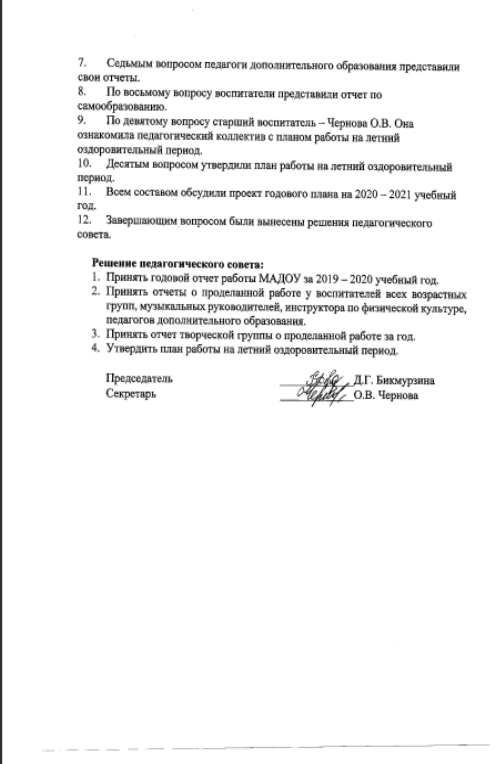 7. Седьмым вопросом педагоги дополнительного образования представили
свои отчеты.
8. По восьмому вопросу воспитатели представили отчет по
самообразованию.
9. По девятому вопросу старший воспитатель – Чернова О.В. Она
ознакомила педагогический коллектив с планом работы на летний
оздоровительный период.
10. Десятым вопросом утвердили план работы на летний оздоровительный
период.
11. Всем составом обсудили проект годового плана на 2020 – 2021 учебный
год.
12. Завершающим вопросом были вынесены решения педагогического
совета.
Решение педагогического совета:
1. Принять годовой отчет работы МАДОУ за 2019 – 2020 учебный год.
2. Принять отчеты о проделанной работе у воспитателей всех возрастных
групп, музыкальных руководителей, инструктора по физической культуре,
педагогов дополнительного образования.
3. Принять отчет творческой группы о проделанной работе за год.
4. Утвердить план работы на летний оздоровительный период.
Председатель Д.Г. Бикмурзина
Секретарь О.В. Чернова